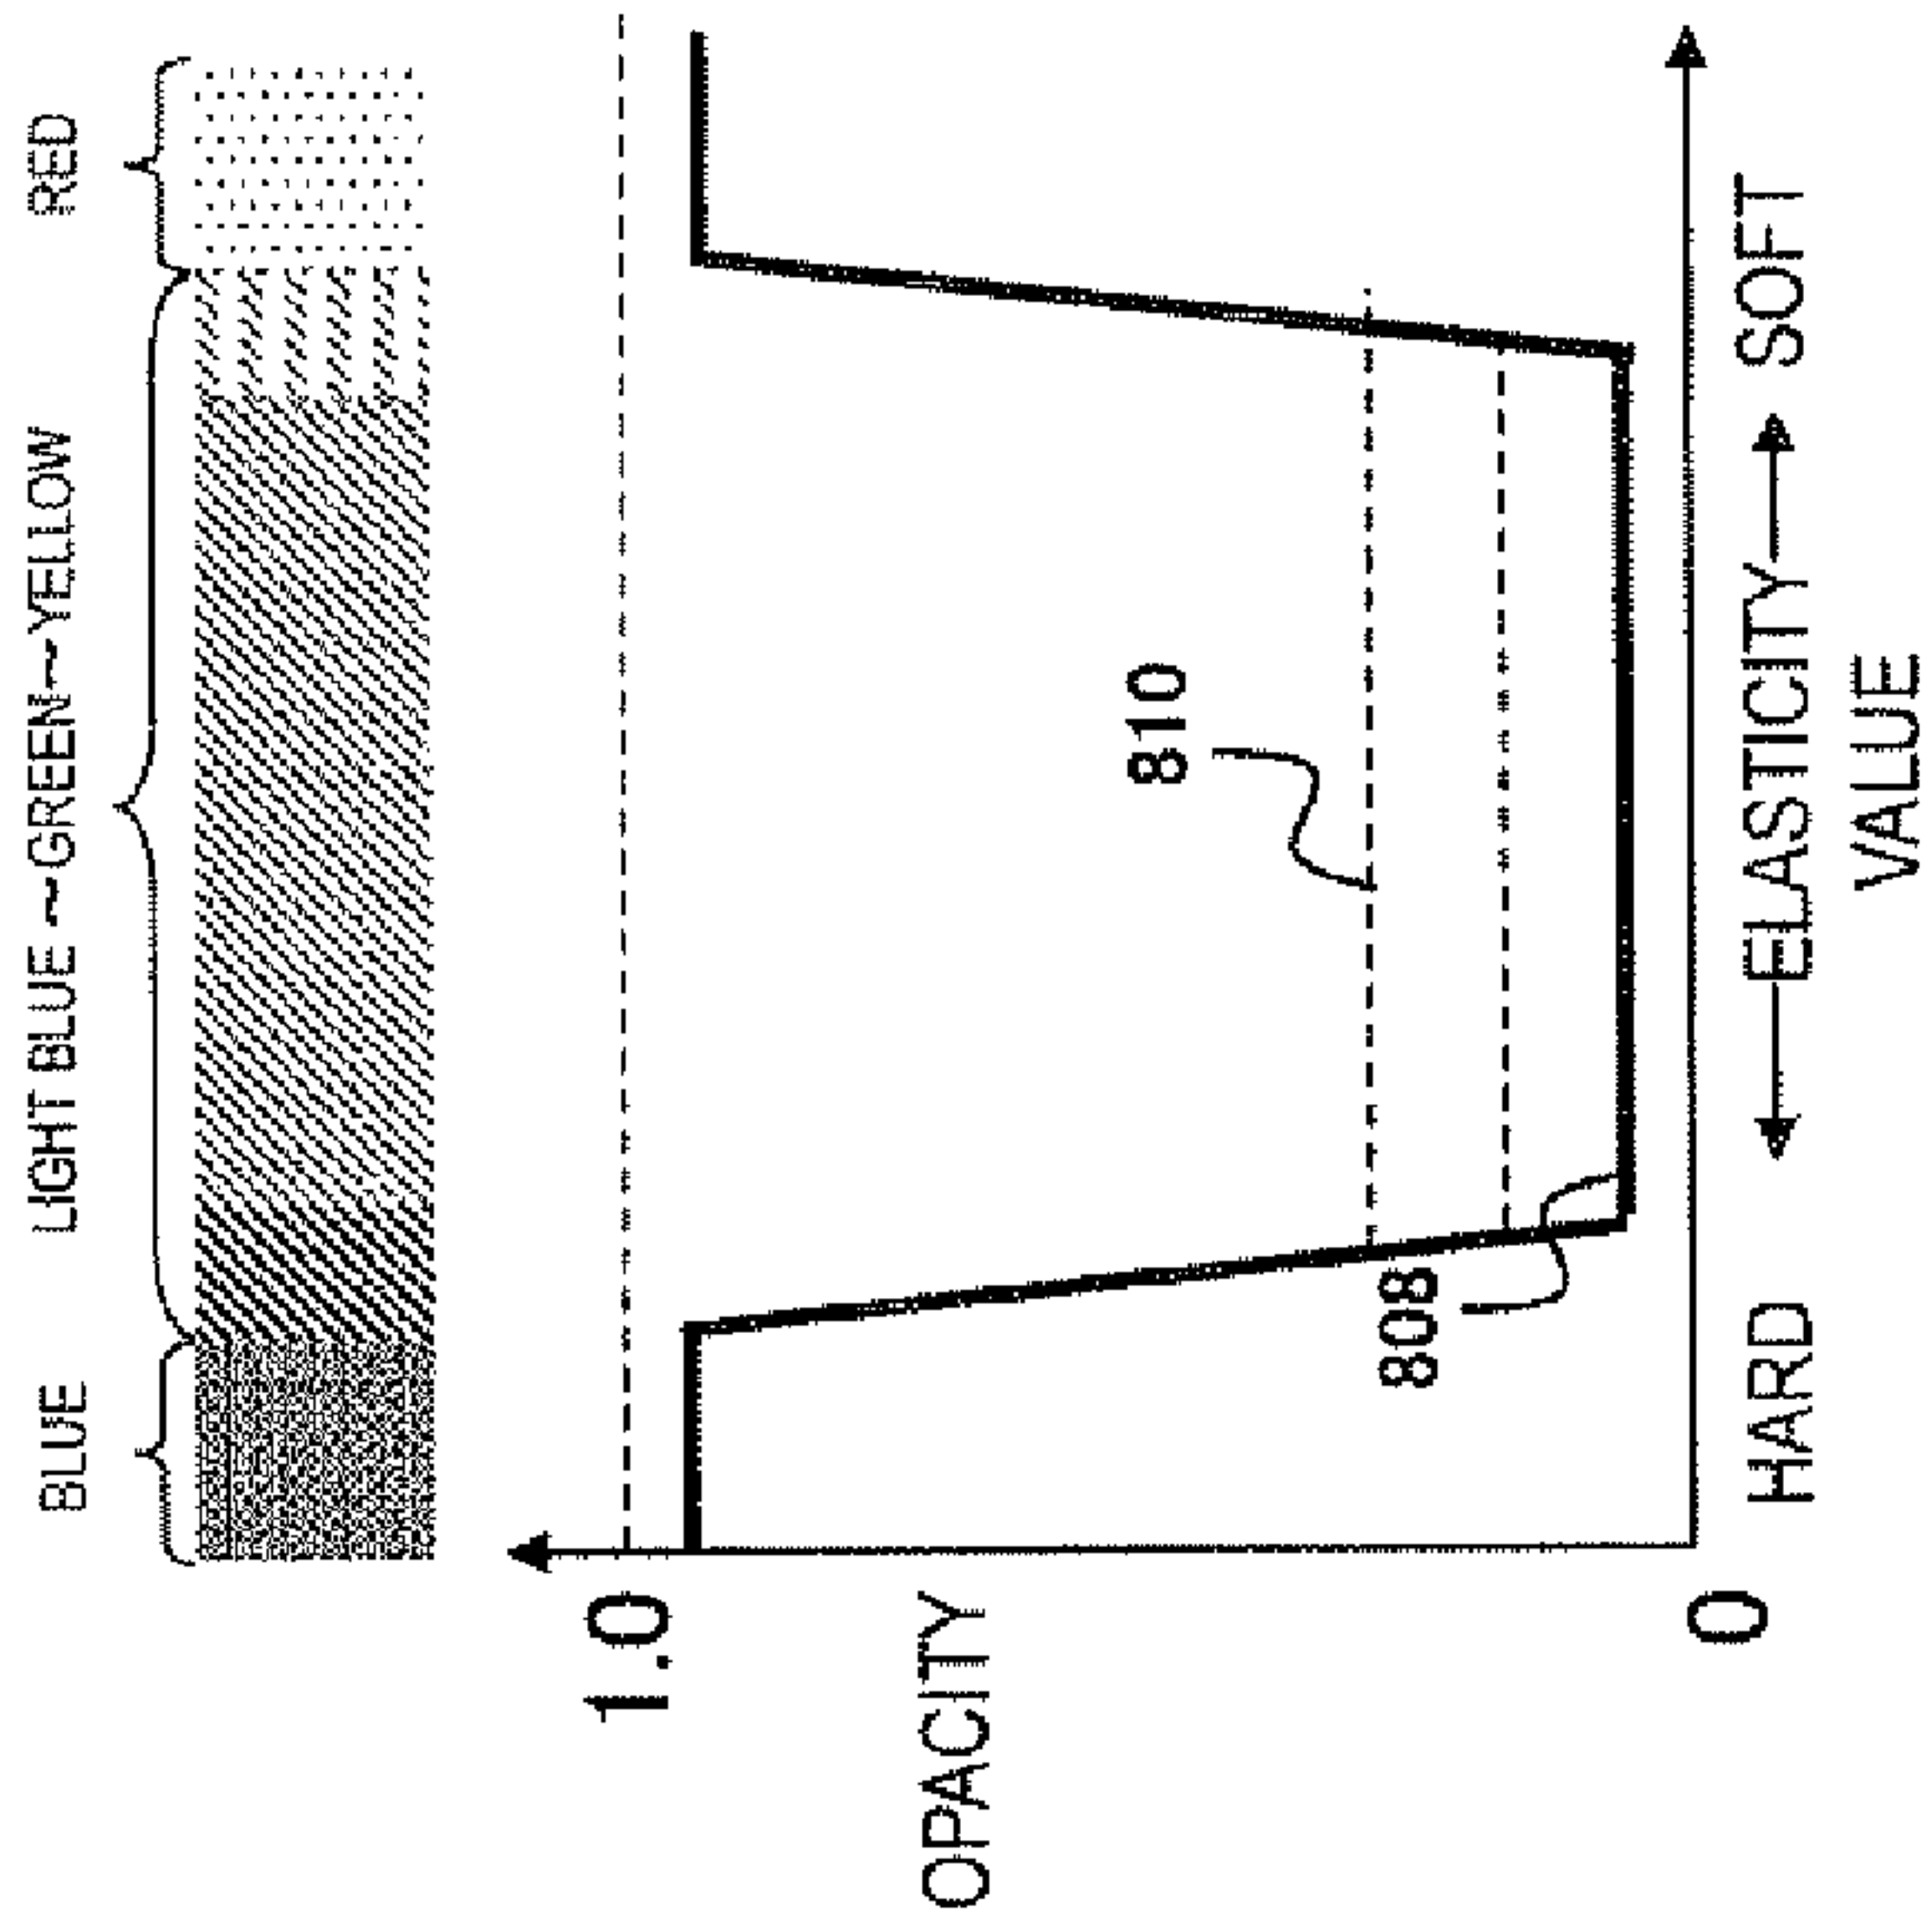 BLUE
LIGHT BLUE ~GREEN~YELLOW
RED
1.0
OPACITY
810
808
0
HARD
ELASTICITY
VALUE
SOFT